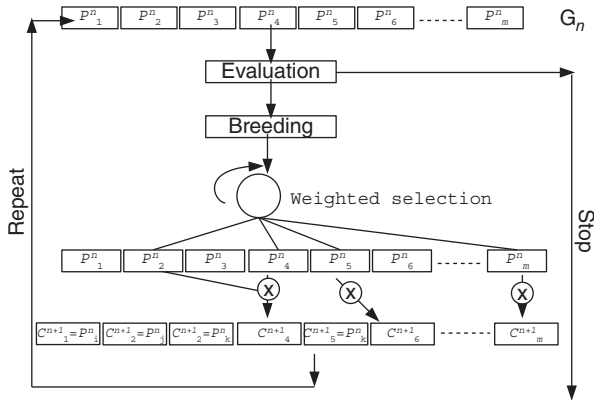 P^n_1 P^n_2 P^n_3 P^n_4 P^n_5 P^n_6 P^n_m G_n
Evaluation
Breeding
Weighted selection
Repeat
Stop
P^n_1 P^n_2 P^n_3 P^n_4 P^n_5 P^n_6 P^n_m
X X X
C^{n+1}_1=P^n_i C^{n+1}_2=P^n_j C^{n+1}_2=P^n_k C^{n+1}_4 C^{n+1}_5=P^n_k C^{n+1}_6 C^{n+1}_m